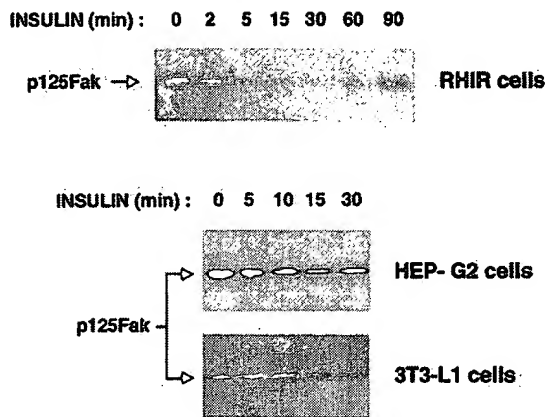 INSULIN (min) : 0 2 5 15 30 60 90
p125Fak
RHIR cells
INSULIN (min) : 0 5 10 15 30
HEP- G2 cells
p125Fak
3T3-L1 cells